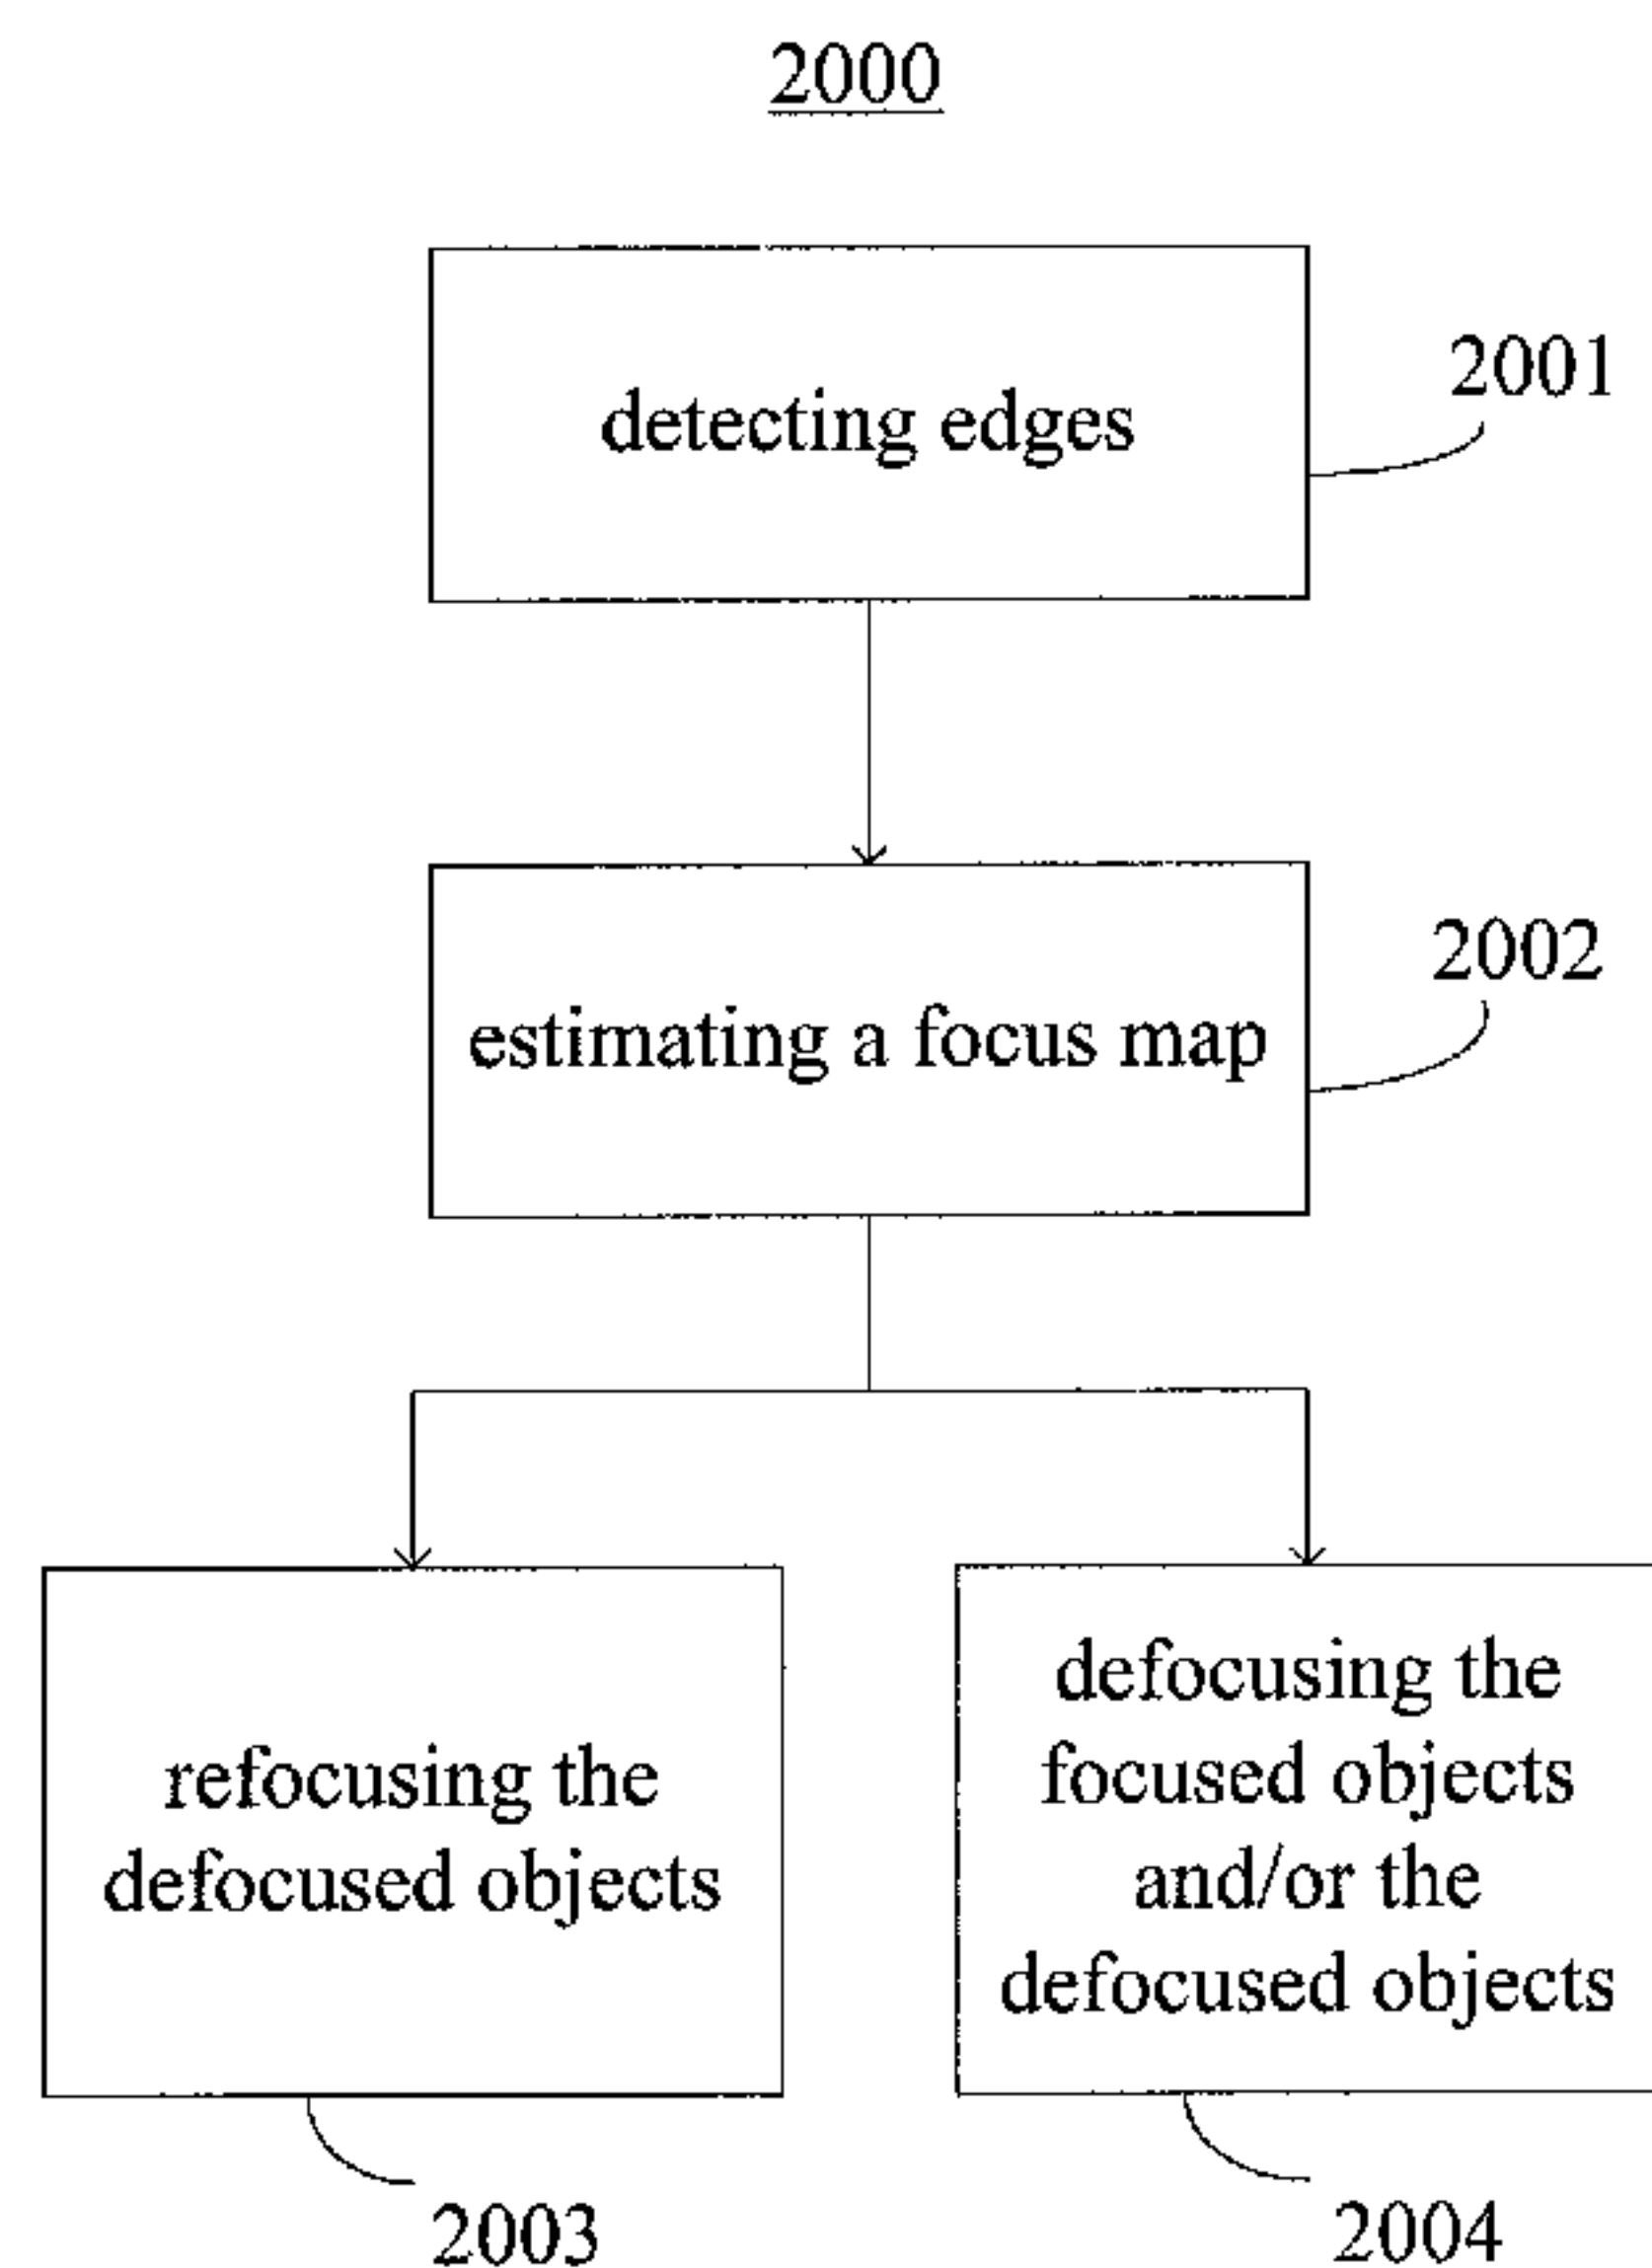 2000
detecting edges
2001
estimating a focus map
2002
refocusing the
defocused objects
2003
defocusing the
focused objects
and/or the
defocused objects
2004